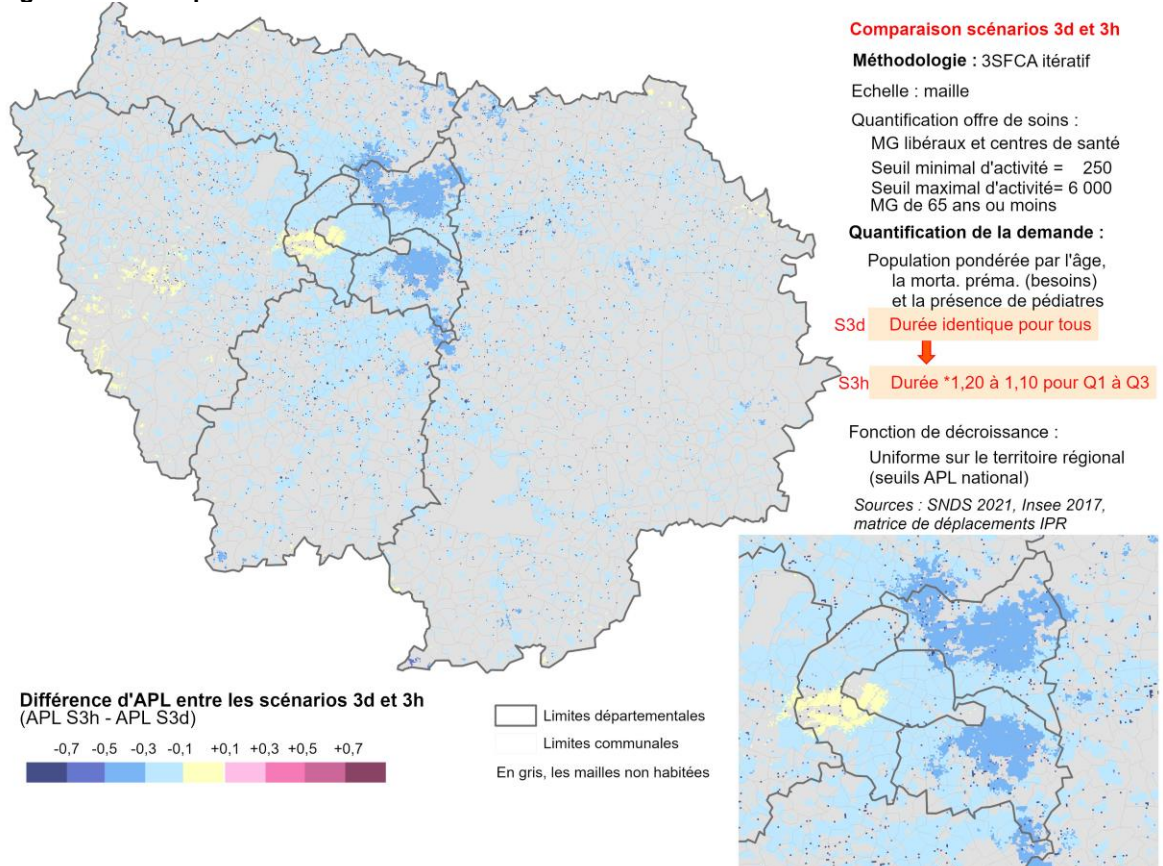 Comparaison scénarios 3d et 3h
Méthodologie : 3SFCA itératif
Echelle : maille
Quantification offre de soins :
MG libéraux et centres de santé
Seuil minimal d'activité = 250
Seuil maximal d'activité= 6 000
MG de 65 ans ou moins
Quantification de la demande :
Population pondérée par l'âge,
la morta. préma. (besoins)
et la présence de pédiatres
S3d Durée identique pour tous
S3h Durée *1,20 à 1,10 pour Q1 à Q3
Fonction de décroissance :
Uniforme sur le territoire régional
(seuils APL national)
Sources : SNDS 2021, Insee 2017,
matrice de déplacements IPR
Différence d'APL entre les scénarios 3d et 3h
(APL S3h - APL S3d)
-0,7 -0,5 -0,3 -0,1 +0,1 +0,3 +0,5 +0,7
Limites départementales
Limites communales
En gris, les mailles non habitées